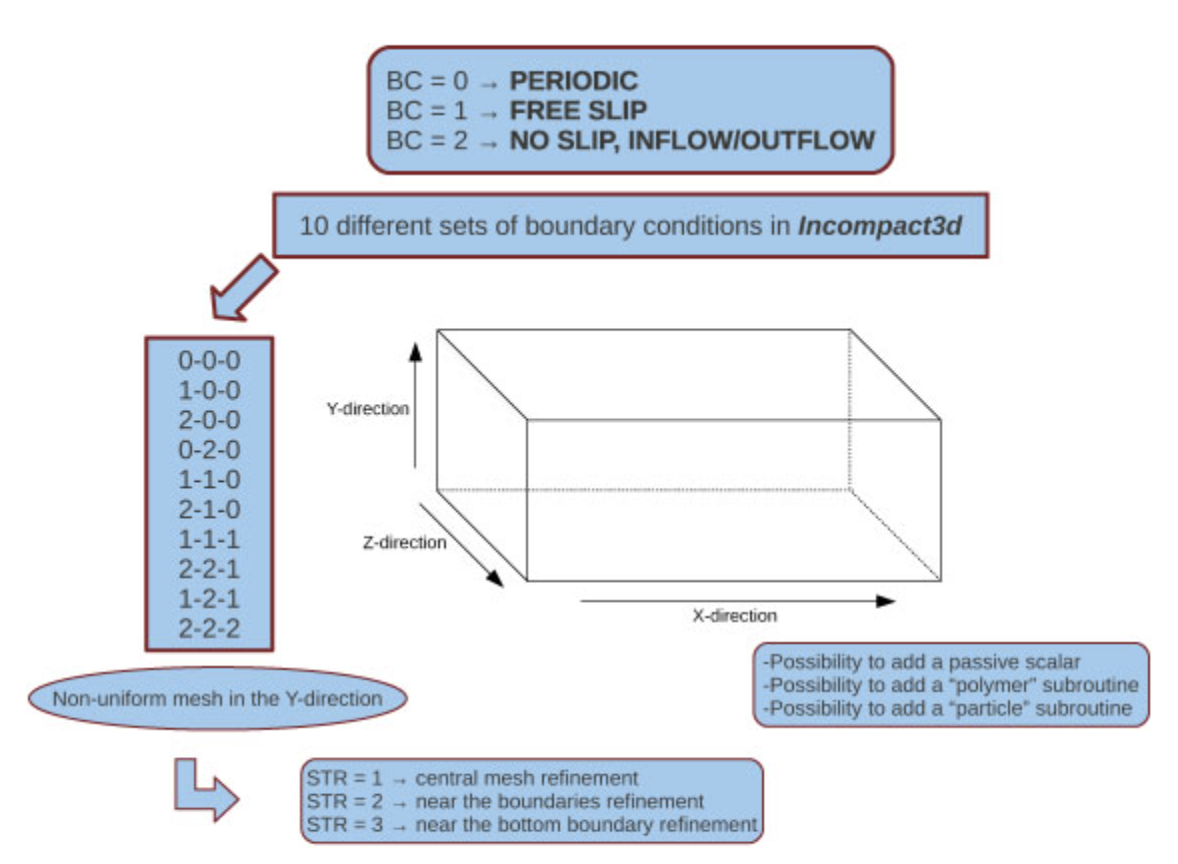 BC = 0 → PERIODIC
BC = 1 → FREE SLIP
BC = 2 → NO SLIP, INFLOW/OUTFLOW
10 different sets of boundary conditions in Incompact3d
0-0-0
1-0-0
2-0-0
0-2-0
1-1-0
2-1-0
1-1-1
2-2-1
1-2-1
2-2-2
Y-direction
Z-direction
X-direction
-Possibility to add a passive scalar
-Possibility to add a “polymer” subroutine
-Possibility to add a “particle” subroutine
Non-uniform mesh in the Y-direction
STR = 1 → central mesh refinement
STR = 2 → near the boundaries refinement
STR = 3 → near the bottom boundary refinement